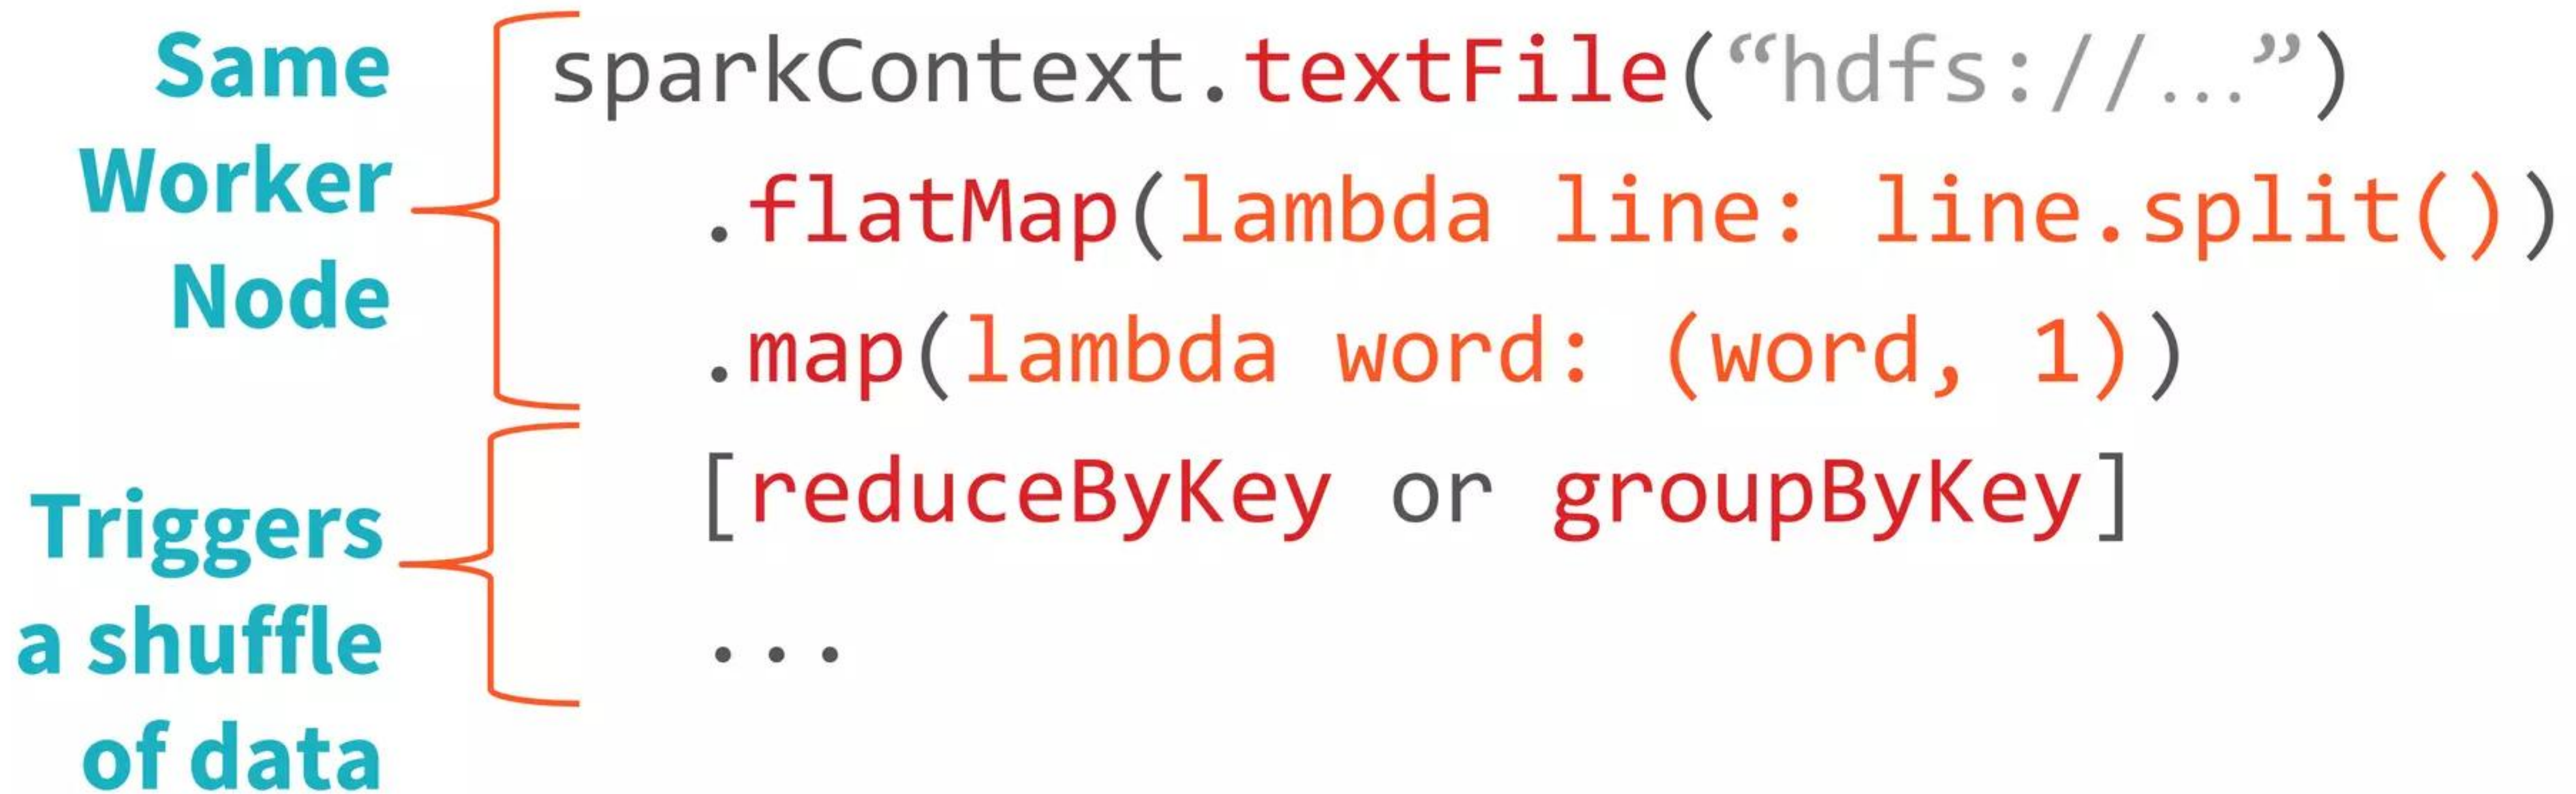 Same
Worker
Node
sparkContext.textFile(“hdfs://…”)
.flatMap(lambda line: line.split())
.map(lambda word: (word, 1))
Triggers
a shuffle
of data
[reduceByKey or groupByKey]
...